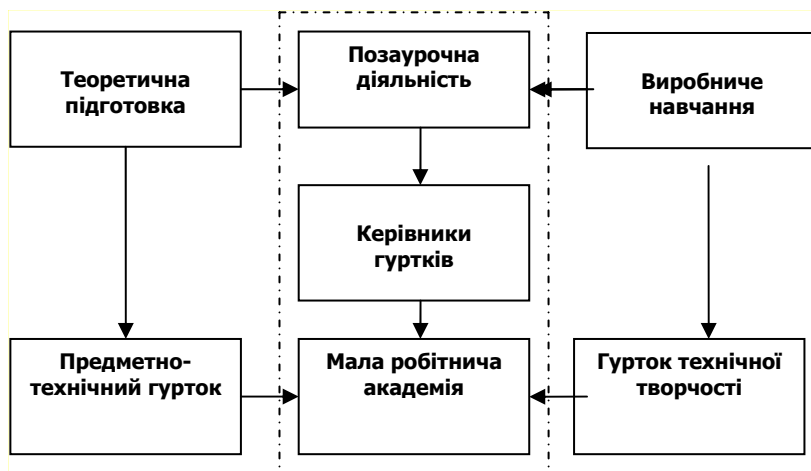 Теоретична
підготовка
Позаурочна
діяльність
Виробниче
навчання
Керівники
гуртків
Предметно-
технічний гурток
Мала робітнича
академія
Гурток технічної
творчості